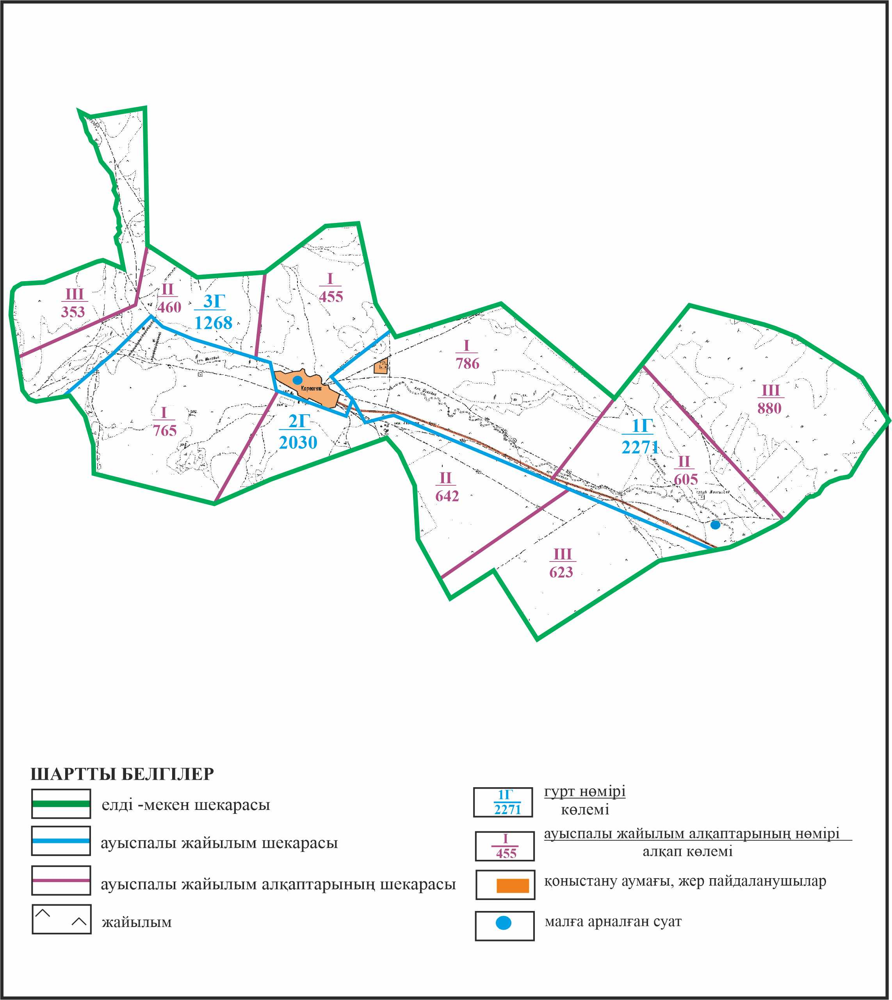 I
455
III
353
II
460
3Г
1268
I
786
III
880
I
765
2Г
2030
1Г
2271
II
605
II
642
III
623
ШАРТТЫ БЕЛГІЛЕР
елді -мекен шекарасы
ауыспалы жайылым шекарасы
ауыспалы жайылым алқаптарының шекарасы
жайылым
1Г
2271
гурт нөмірі
көлемі
I
455
ауыспалы жайылым алқаптарының нөмірі
алқап көлемі
қоныстану аумағы, жер пайдаланушылар
малға арналған суат